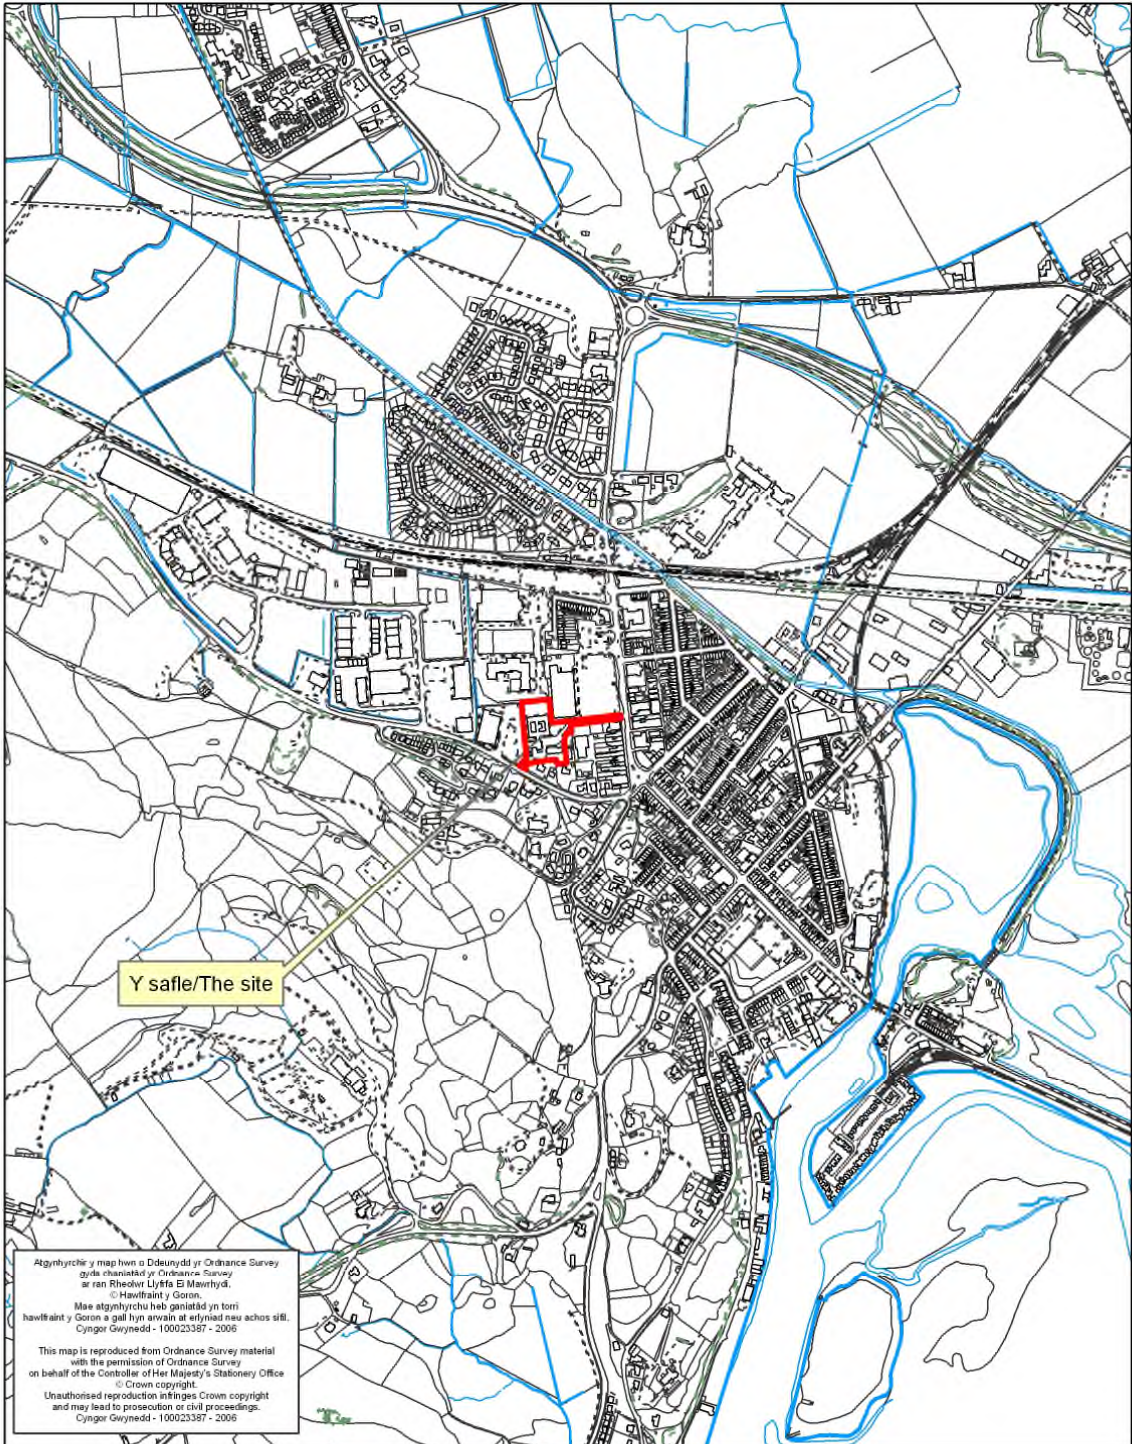 Y safle/The site
Atgynhyrchir y map hwn o Ddeunydd yr Ordnance Survey
gyda chaniatâd yr Ordnance Survey
ar ran Rheolwr Llyfrfa Ei Mawrhydi.
© Hawlfraint y Goron.
Mae atgynhyrchu heb ganiatâd yn torri
hawlfraint y Goron a gall hyn arwain at erlyniad neu achos sifil.
Cyngor Gwynedd - 100023387 - 2006
This map is reproduced from Ordnance Survey material
with the permission of Ordnance Survey
on behalf of the Controller of Her Majesty's Stationery Office
© Crown copyright.
Unauthorised reproduction infringes Crown copyright
and may lead to prosecution or civil proceedings.
Cyngor Gwynedd - 100023387 - 2006